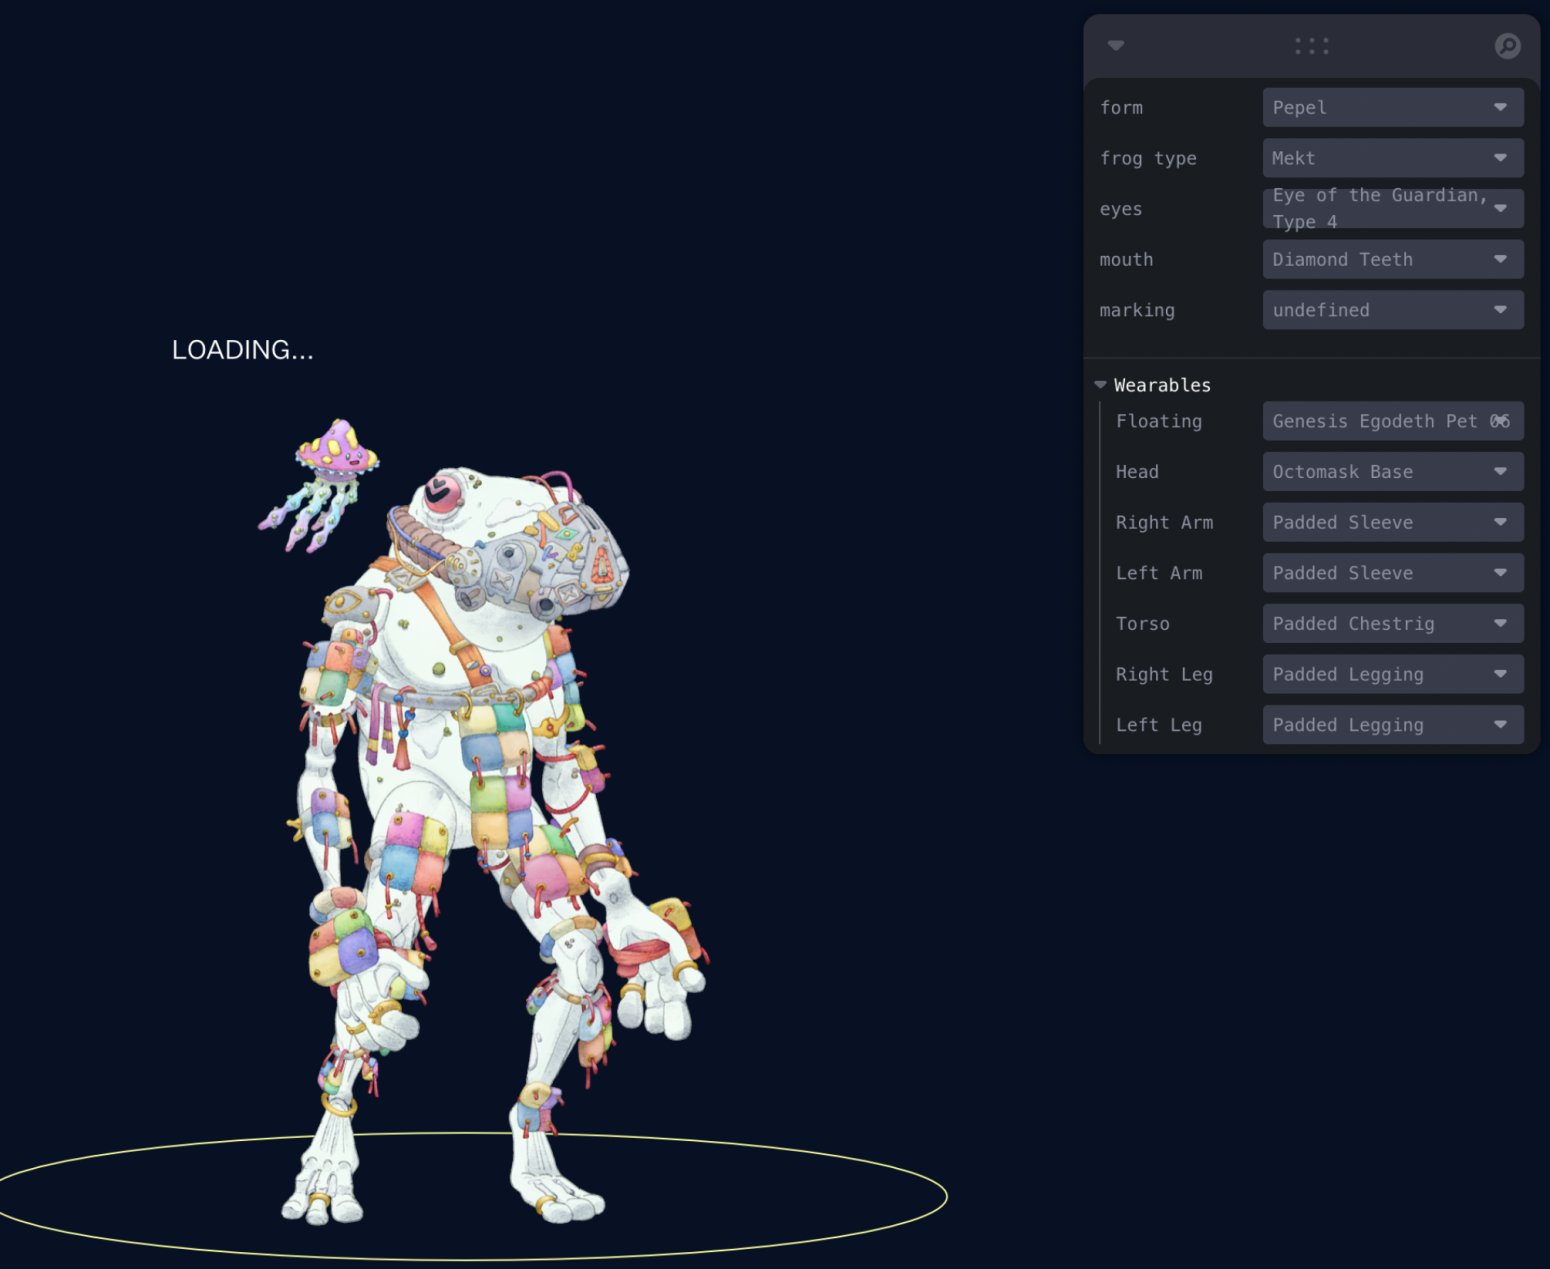 form
Pepel
frog type
Mekt
eyes
Eye of the Guardian,
Type 4
mouth
Diamond Teeth
marking
undefined
LOADING...
Wearables
Floating
Genesis Egodeth Pet 06
Head
Octomask Base
Right Arm
Padded Sleeve
Left Arm
Padded Sleeve
Torso
Padded Chestrig
Right Leg
Padded Legging
Left Leg
Padded Legging